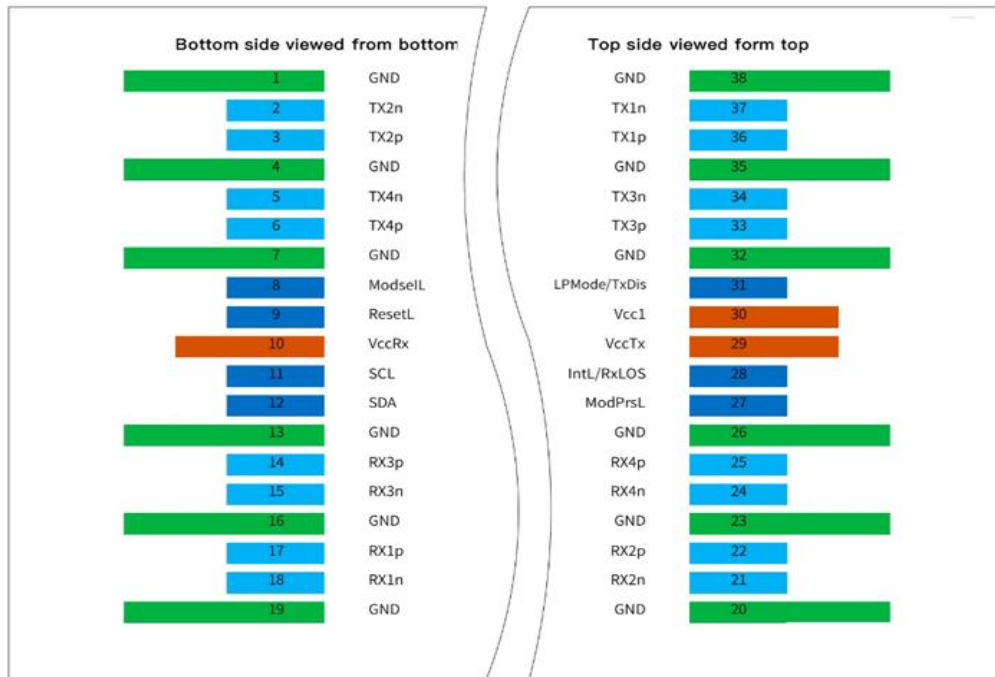 Bottom side viewed from bottom
1 GND
2 TX2n
3 TX2p
4 GND
5 TX4n
6 TX4p
7 GND
8 ModselL
9 ResetL
10 VccRx
11 SCL
12 SDA
13 GND
14 RX3p
15 RX3n
16 GND
17 RX1p
18 RX1n
19 GND
Top side viewed form top
GND 38
TX1n 37
TX1p 36
GND 35
TX3n 34
TX3p 33
GND 32
LPMode/TxDis 31
Vcc1 30
VccTx 29
IntL/RxLOS 28
ModPrsL 27
GND 26
RX4p 25
RX4n 24
GND 23
RX2p 22
RX2n 21
GND 20